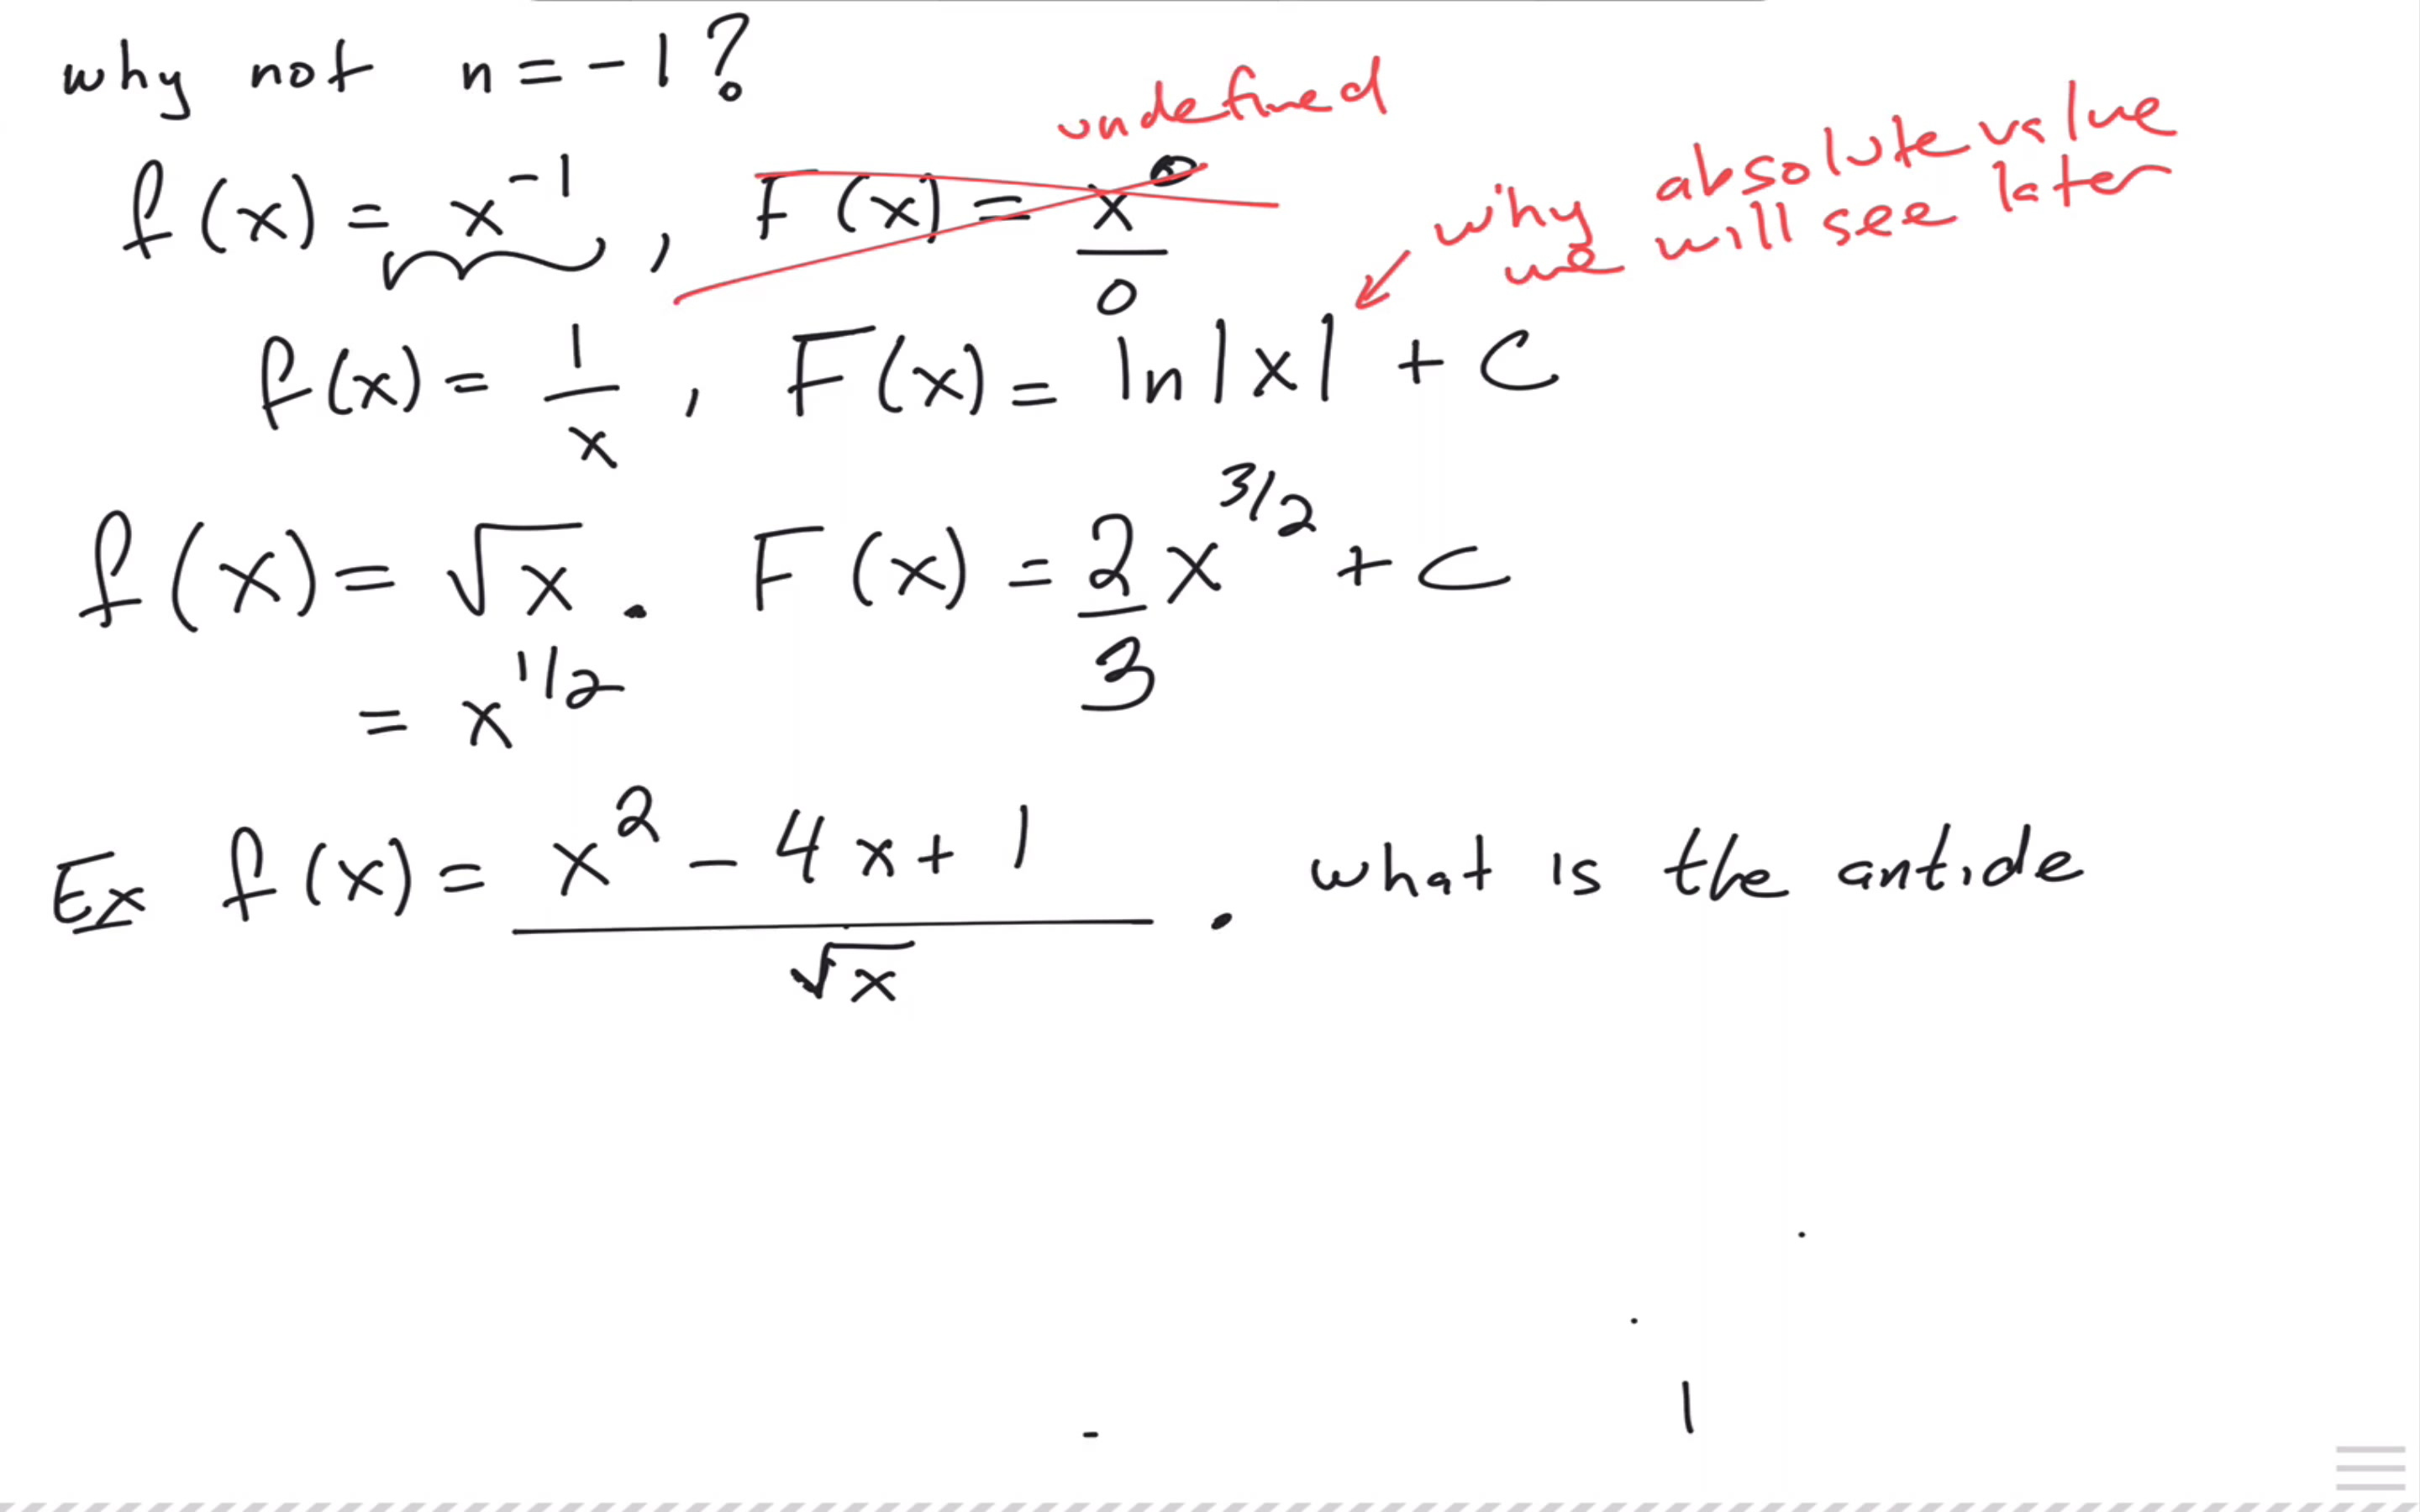 why not n = -1?
undefined
f(x) = x^-1, F(x) = x^0/0
why absolute value
we will see later
f(x) = 1/x, F(x) = ln|x| + C
f(x) = √x. F(x) = 2/3 x^3/2 + C
= x^1/2
Ex f(x) = x^2 - 4x + 1 / √x. what is the antide